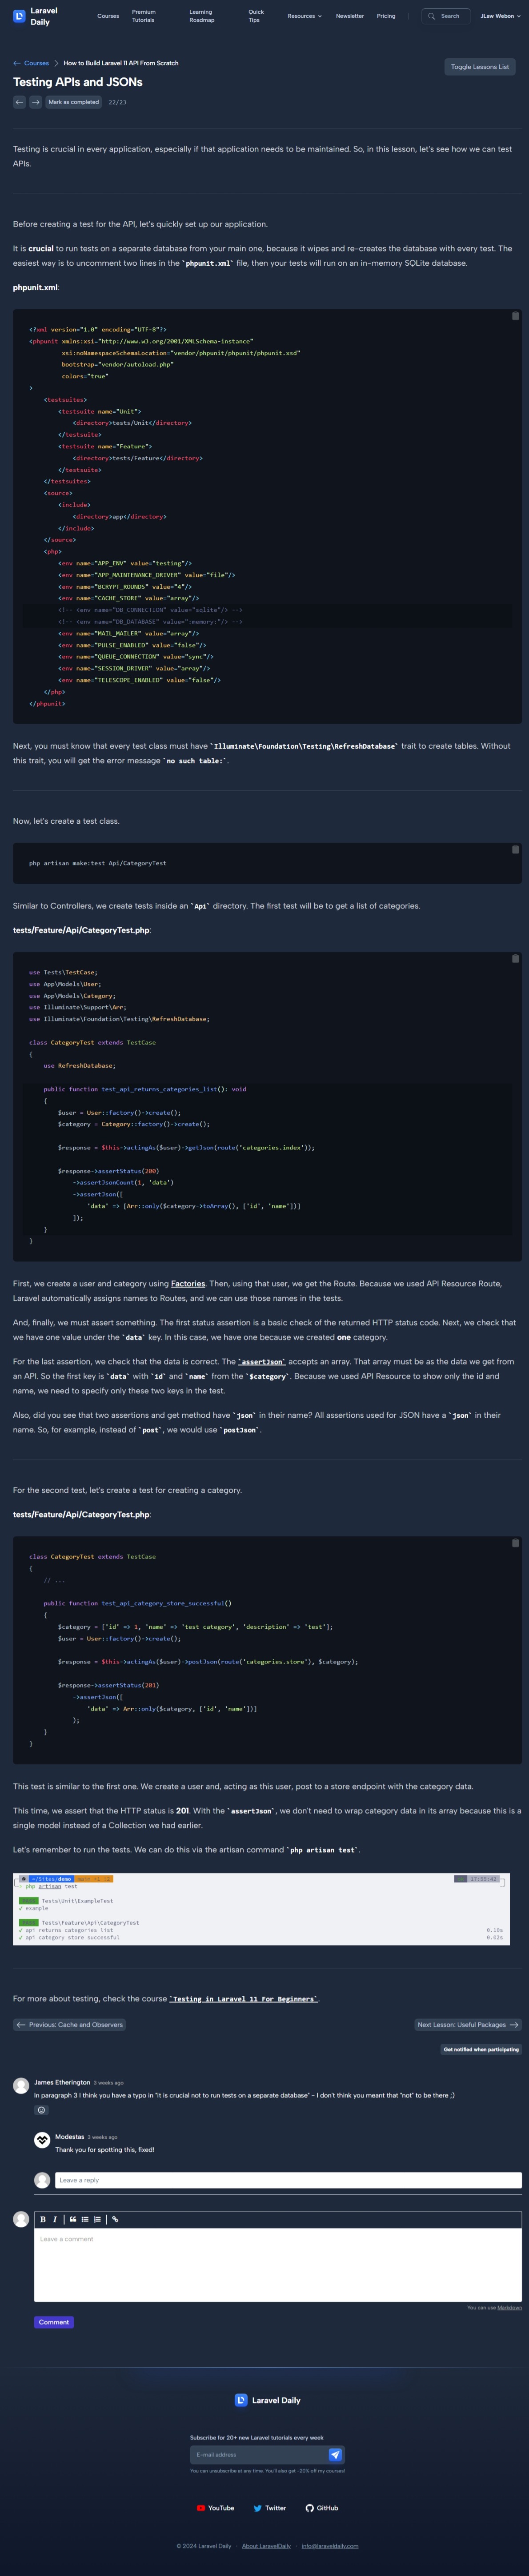 Laravel
Daily
Courses
Premium
Tutorials
Learning
Roadmap
Quick
Tips
Resources
Newsletter
Pricing
Search
JLaw Webon
Courses
How to Build Laravel 11 API From Scratch
Toggle Lessons List
Testing APIs and JSONs
Mark as completed
22/23
Testing is crucial in every application, especially if that application needs to be maintained. So, in this lesson, let's see how we can test
APIs.
Before creating a test for the API, let's quickly set up our application.
It is crucial to run tests on a separate database from your main one, because it wipes and re-creates the database with every test. The
easiest way is to uncomment two lines in the `phpunit.xml` file, then your tests will run on an in-memory SQLite database.
phpunit.xml:
<?xml version="1.0" encoding="UTF-8"?>
<phpunit xmlns:xsi="http://www.w3.org/2001/XMLSchema-instance"
xsi:noNamespaceSchemaLocation="vendor/phpunit/phpunit/phpunit.xsd"
bootstrap="vendor/autoload.php"
colors="true"
>
<testsuites>
<testsuite name="Unit">
<directory>tests/Unit</directory>
</testsuite>
<testsuite name="Feature">
<directory>tests/Feature</directory>
</testsuite>
</testsuites>
<source>
<include>
<directory>app</directory>
</include>
</source>
<php>
<env name="APP_ENV" value="testing"/>
<env name="APP_MAINTENANCE_DRIVER" value="file"/>
<env name="BCRYPT_ROUNDS" value="4"/>
<env name="CACHE_STORE" value="array"/>
<!-- <env name="DB_CONNECTION" value="sqlite"/> -->
<!-- <env name="DB_DATABASE" value=":memory:"/> -->
<env name="MAIL_MAILER" value="array"/>
<env name="PULSE_ENABLED" value="false"/>
<env name="QUEUE_CONNECTION" value="sync"/>
<env name="SESSION_DRIVER" value="array"/>
<env name="TELESCOPE_ENABLED" value="false"/>
</php>
</phpunit>
Next, you must know that every test class must have `Illuminate\Foundation\Testing\RefreshDatabase` trait to create tables. Without
this trait, you will get the error message `no such table:`.
Now, let's create a test class.
php artisan make:test Api/CategoryTest
Similar to Controllers, we create tests inside an `Api` directory. The first test will be to get a list of categories.
tests/Feature/Api/CategoryTest.php:
use Tests\TestCase;
use App\Models\User;
use App\Models\Category;
use Illuminate\Support\Arr;
use Illuminate\Foundation\Testing\RefreshDatabase;
class CategoryTest extends TestCase
{
use RefreshDatabase;
public function test_api_returns_categories_list(): void
{
$user = User::factory()->create();
$category = Category::factory()->create();
$response = $this->actingAs($user)->getJson(route('categories.index'));
$response->assertStatus(200)
->assertJsonCount(1, 'data')
->assertJson([
'data' => [Arr::only($category->toArray(), ['id', 'name'])]
]);
}
}
First, we create a user and category using Factories. Then, using that user, we get the Route. Because we used API Resource Route,
Laravel automatically assigns names to Routes, and we can use those names in the tests.
And, finally, we must assert something. The first status assertion is a basic check of the returned HTTP status code. Next, we check that
we have one value under the `data` key. In this case, we have one because we created one category.
For the last assertion, we check that the data is correct. The `assertJson` accepts an array. That array must be as the data we get from
an API. So the first key is `data` with `id` and `name` from the `$category`. Because we used API Resource to show only the id and
name, we need to specify only these two keys in the test.
Also, did you see that two assertions and get method have `json` in their name? All assertions used for JSON have a `json` in their
name. So, for example, instead of `post`, we would use `postJson`.
For the second test, let's create a test for creating a category.
tests/Feature/Api/CategoryTest.php:
class CategoryTest extends TestCase
{
// ...
public function test_api_category_store_successful()
{
$category = ['id' => 1, 'name' => 'test category', 'description' => 'test'];
$user = User::factory()->create();
$response = $this->actingAs($user)->postJson(route('categories.store'), $category);
$response->assertStatus(201)
->assertJson([
'data' => Arr::only($category, ['id', 'name'])]
);
}
}
This test is similar to the first one. We create a user and, acting as this user, post to a store endpoint with the category data.
This time, we assert that the HTTP status is 201. With the `assertJson`, we don't need to wrap category data in its array because this is a
single model instead of a Collection we had earlier.
Let's remember to run the tests. We can do this via the artisan command `php artisan test`.
~/Sites/demo
php artisan test
Tests\Unit\ExampleTest
✓ example
Tests\Feature\Api\CategoryTest
✓ api returns categories list
✓ api category store successful
For more about testing, check the course `Testing in Laravel 11 For Beginners`.
Previous: Cache and Observers
Next Lesson: Useful Packages
Get notified when participating
James Etherington 3 weeks ago
In paragraph 3 I think you have a typo in "It is crucial not to run tests on a separate database" - I don't think you meant that "not" to be there ;)
Modestas 3 weeks ago
Thank you for spotting this, fixed!
Leave a reply
B I
Leave a comment
You can use Markdown
Comment
Laravel Daily
Subscribe for 20+ new Laravel tutorials every week
E-mail address
You can unsubscribe at any time. You'll also get -20% off my courses!
YouTube
Twitter
GitHub
© 2024 Laravel Daily · About LaravelDaily · info@laraveldaily.com